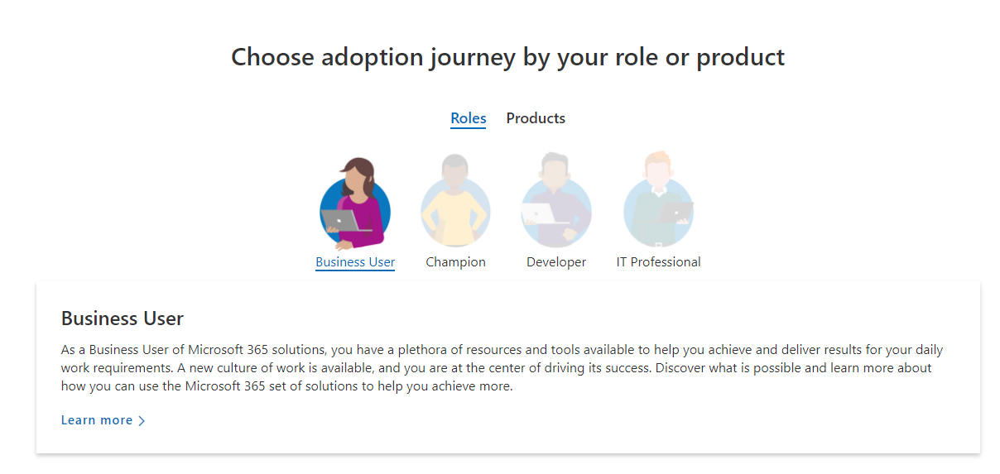 Choose adoption journey by your role or product
Roles Products
Business User Champion Developer IT Professional
Business User
As a Business User of Microsoft 365 solutions, you have a plethora of resources and tools available to help you achieve and deliver results for your daily
work requirements. A new culture of work is available, and you are at the center of driving its success. Discover what is possible and learn more about
how you can use the Microsoft 365 set of solutions to help you achieve more.
Learn more